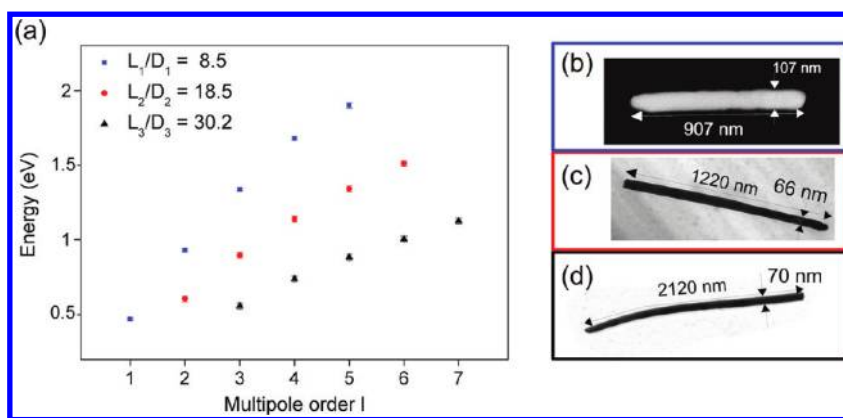 (a)
L1/D1 = 8.5
L2/D2 = 18.5
L3/D3 = 30.2
Energy (eV)
2
1.5
1
0.5
1 2 3 4 5 6 7
Multipole order l
(b)
107 nm
907 nm
(c)
1220 nm
66 nm
(d)
2120 nm
70 nm